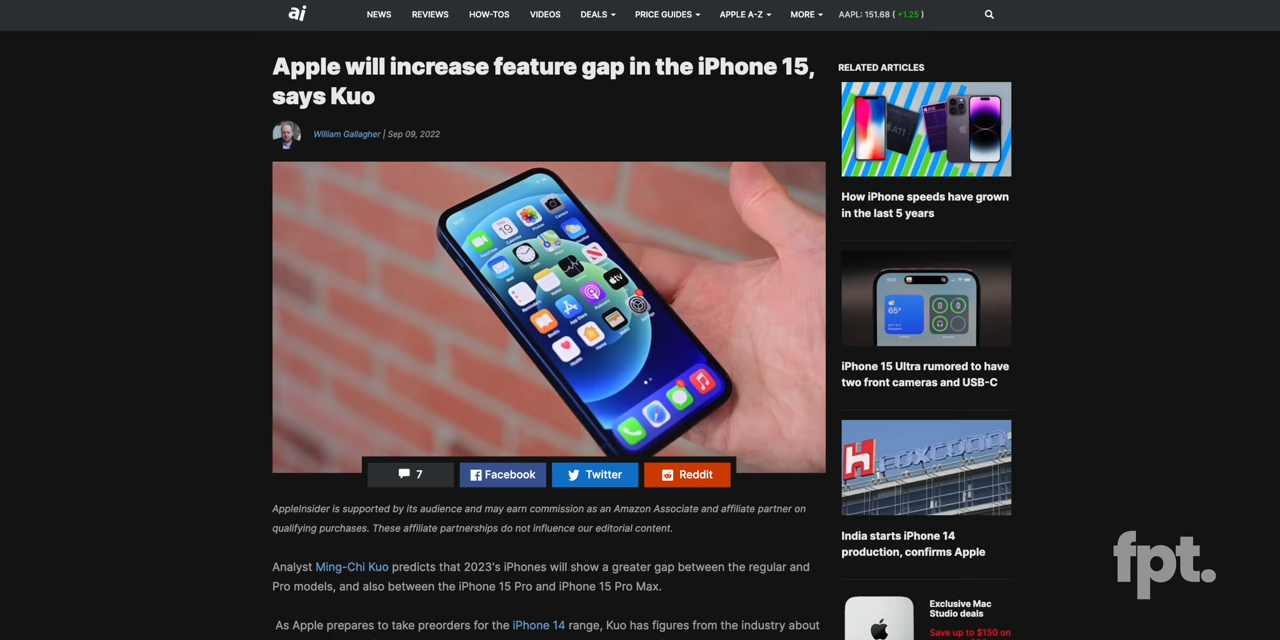 ai
NEWS
REVIEWS
HOW-TOS
VIDEOS
DEALS
PRICE GUIDES
APPLE A-Z
MORE
AAPL: 151.68 ( +1.25 )
Apple will increase feature gap in the iPhone 15,
says Kuo
William Gallagher | Sep 09, 2022
7
Facebook
Twitter
Reddit
AppleInsider is supported by its audience and may earn commission as an Amazon Associate and affiliate partner on
qualifying purchases. These affiliate partnerships do not influence our editorial content.
Analyst Ming-Chi Kuo predicts that 2023's iPhones will show a greater gap between the regular and
Pro models, and also between the iPhone 15 Pro and iPhone 15 Pro Max.
As Apple prepares to take preorders for the iPhone 14 range, Kuo has figures from the industry about
RELATED ARTICLES
A11
How iPhone speeds have grown
in the last 5 years
65°
iPhone 15 Ultra rumored to have
two front cameras and USB-C
FOXCONN
India starts iPhone 14
production, confirms Apple
Exclusive Mac
Studio deals
Save up to $150 on
fpt.